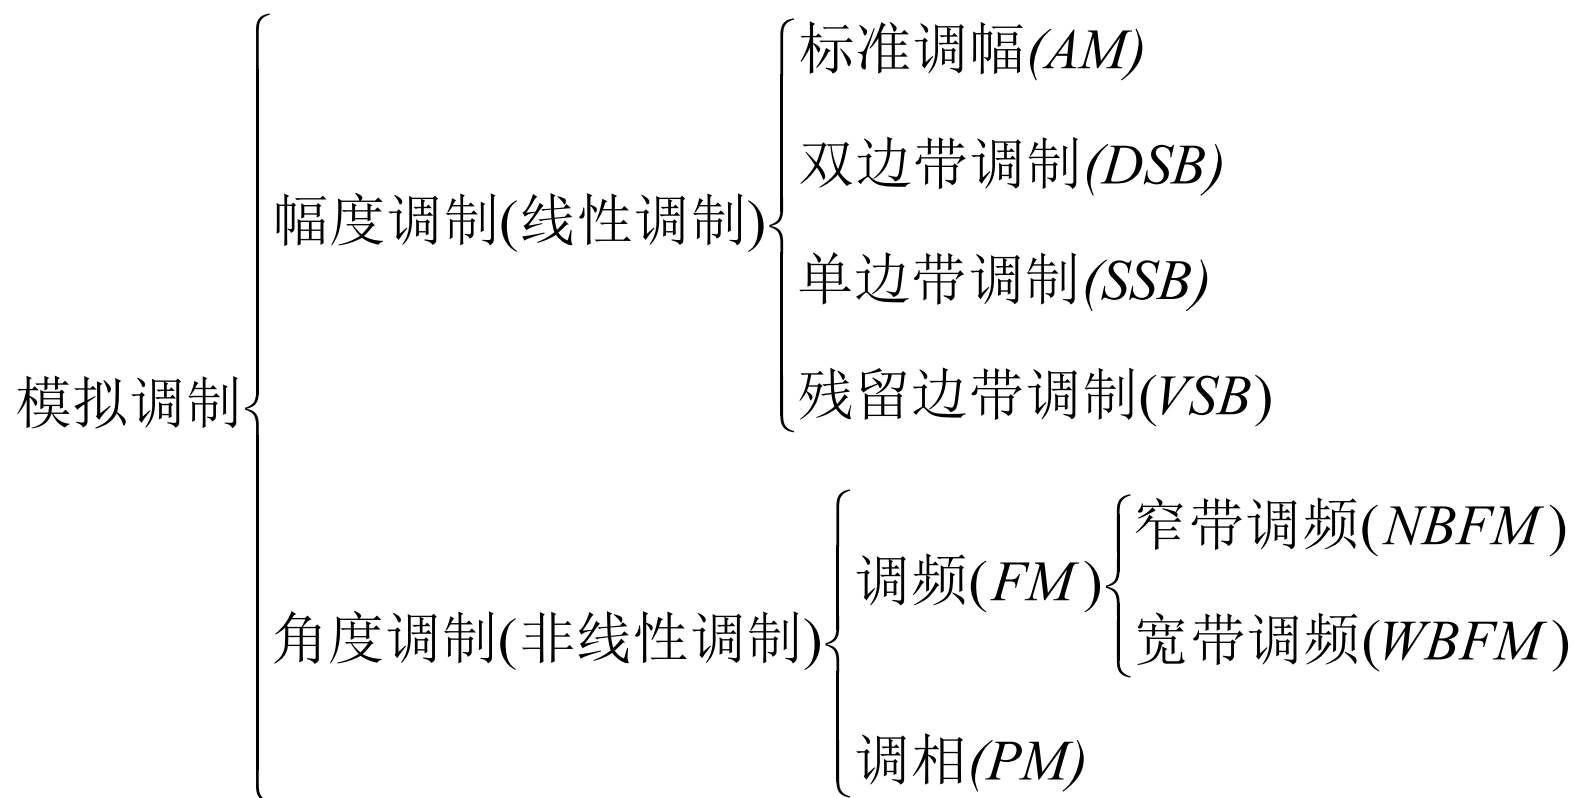 模拟调制
幅度调制(线性调制)
标准调幅(AM)
双边带调制(DSB)
单边带调制(SSB)
残留边带调制(VSB)
角度调制(非线性调制)
调频(FM)
窄带调频(NBFM)
宽带调频(WBFM)
调相(PM)